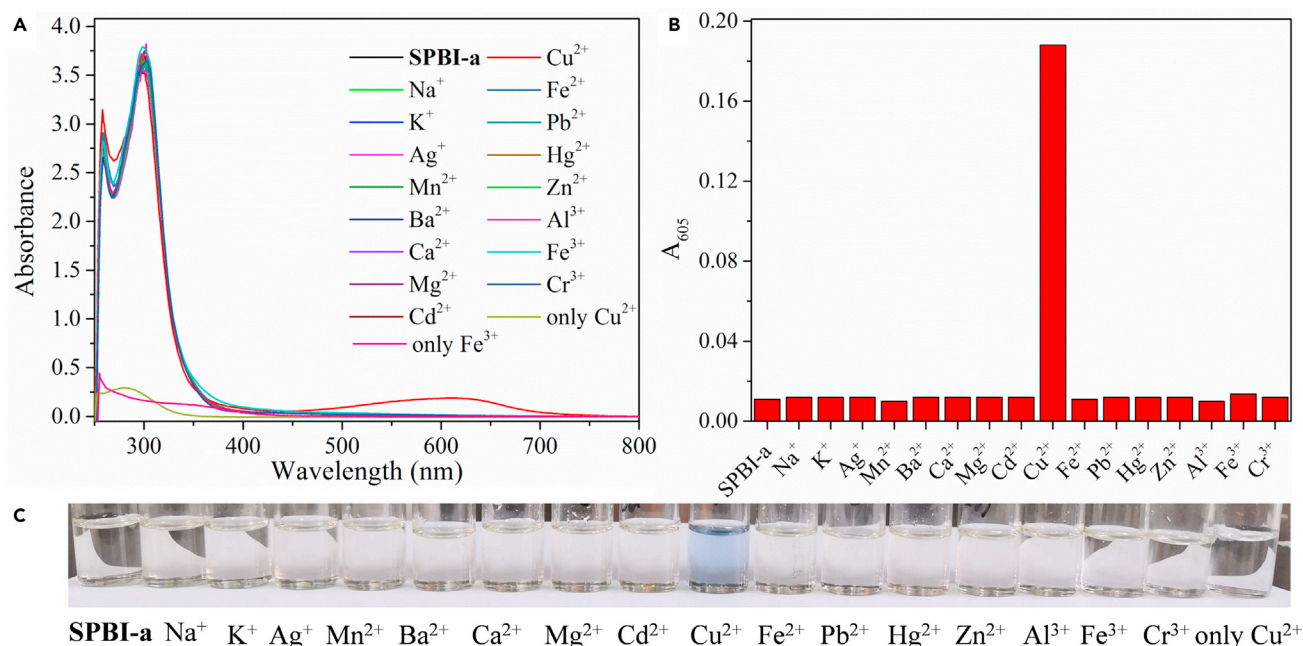 A
4.0
3.5
3.0
2.5
2.0
1.5
1.0
0.5
0.0
Absorbance
300 400 500 600 700 800
Wavelength (nm)
SPBI-a Cu²⁺
Na⁺ Fe²⁺
K⁺ Pb²⁺
Ag⁺ Hg²⁺
Mn²⁺ Zn²⁺
Ba²⁺ Al³⁺
Ca²⁺ Fe³⁺
Mg²⁺ Cr³⁺
Cd²⁺ only Cu²⁺
only Fe³⁺
B
0.20
0.16
0.12
0.08
0.04
0.00
A₆₀₅
SPBI-a Na⁺ K⁺ Ag⁺ Mn²⁺ Ba²⁺ Ca²⁺ Mg²⁺ Cd²⁺ Cu²⁺ Fe²⁺ Pb²⁺ Hg²⁺ Zn²⁺ Al³⁺ Fe³⁺ Cr³⁺
C
SPBI-a Na⁺ K⁺ Ag⁺ Mn²⁺ Ba²⁺ Ca²⁺ Mg²⁺ Cd²⁺ Cu²⁺ Fe²⁺ Pb²⁺ Hg²⁺ Zn²⁺ Al³⁺ Fe³⁺ Cr³⁺ only Cu²⁺